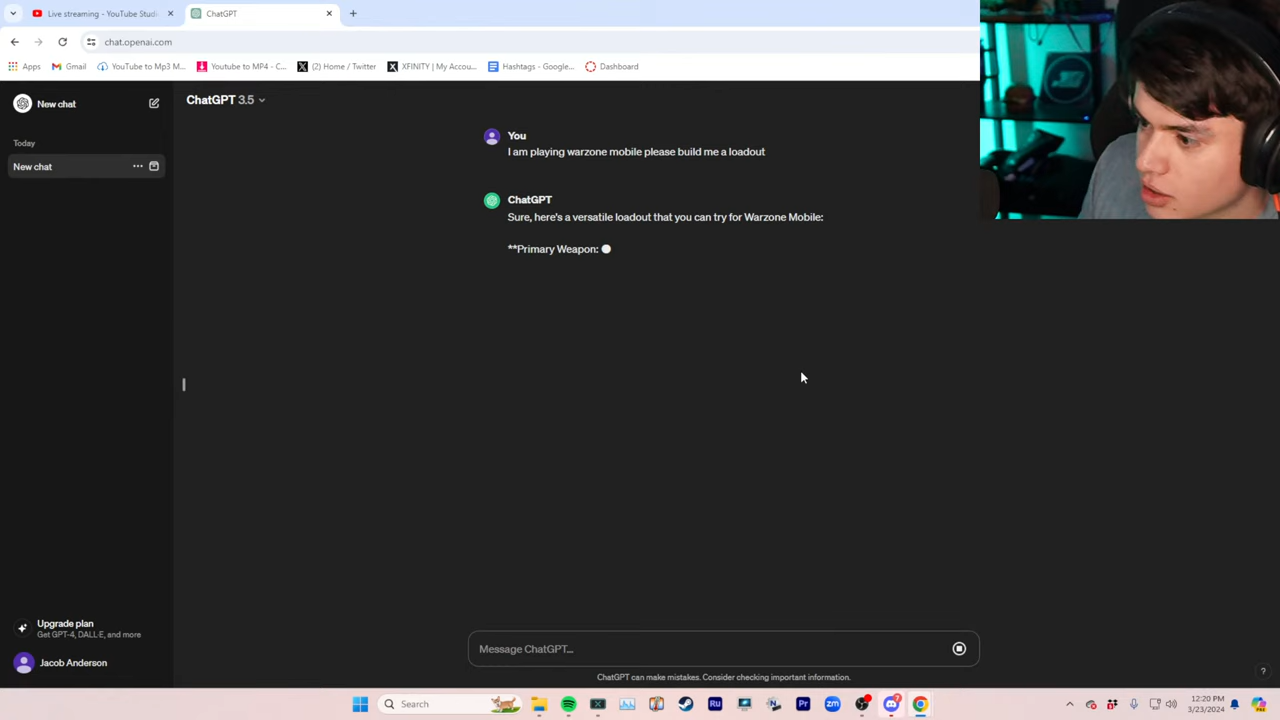 Live streaming - YouTube Studi
ChatGPT
chat.openai.com
Apps
Gmail
YouTube to Mp3 M...
Youtube to MP4 - C...
(2) Home / Twitter
XFINITY | My Accou...
Hashtags - Google...
Dashboard
New chat
ChatGPT 3.5
Today
New chat
You
I am playing warzone mobile please build me a loadout
ChatGPT
Sure, here's a versatile loadout that you can try for Warzone Mobile:
**Primary Weapon:
Upgrade plan
Get GPT-4, DALL·E, and more
Jacob Anderson
Message ChatGPT...
ChatGPT can make mistakes. Consider checking important information.
?
Search
Ru
Pr
zm
7
12:20 PM
3/23/2024